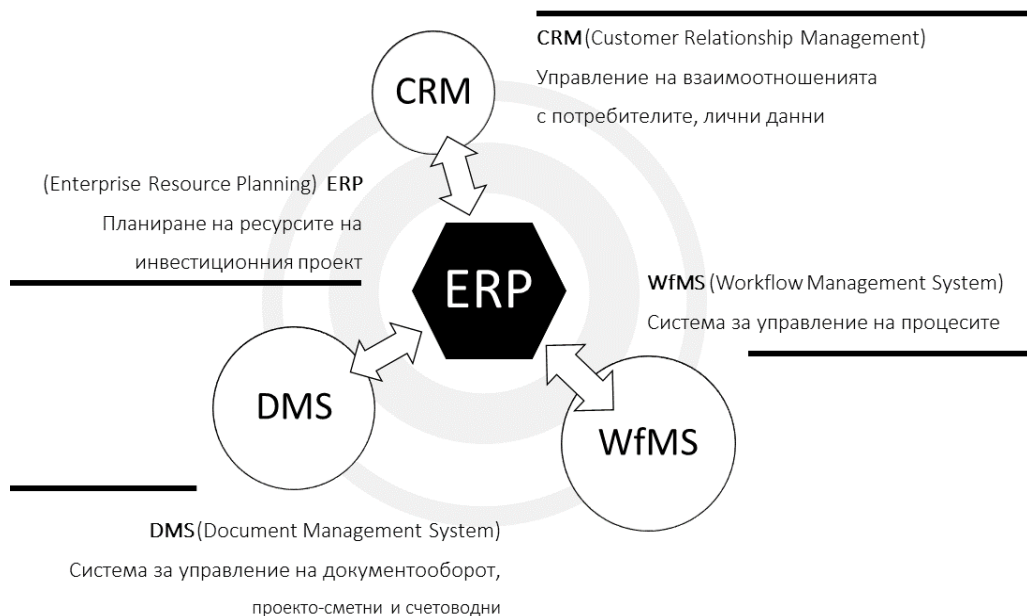 CRM (Customer Relationship Management)
Управление на взаимоотношенията
с потребителите, лични данни
CRM
(Enterprise Resource Planning) ERP
Планиране на ресурсите на
инвестиционния проект
ERP
WfMS (Workflow Management System)
Система за управление на процесите
DMS
WfMS
DMS (Document Management System)
Система за управление на документооборот,
проекто-сметни и счетоводни